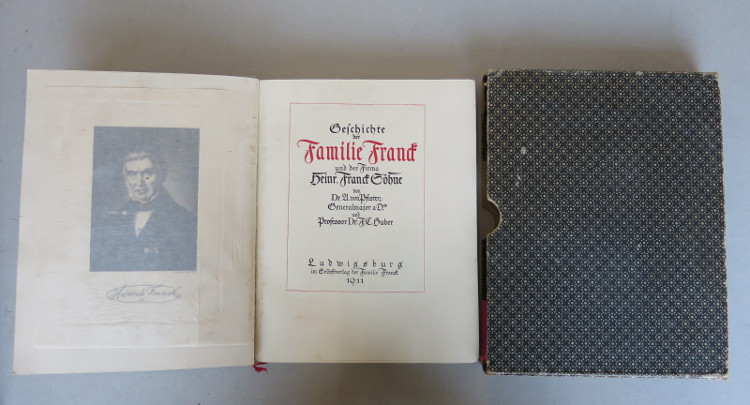 Geschichte
der
Familie Franck
und der Firma
Heinr. Franck Söhne
von
Dr. A. von Pfister,
Generalmajor a.D.
und
Professor Dr. F.C. Huber
Ludwigsburg
im Selbstverlag der Familie Franck
1911
Franck